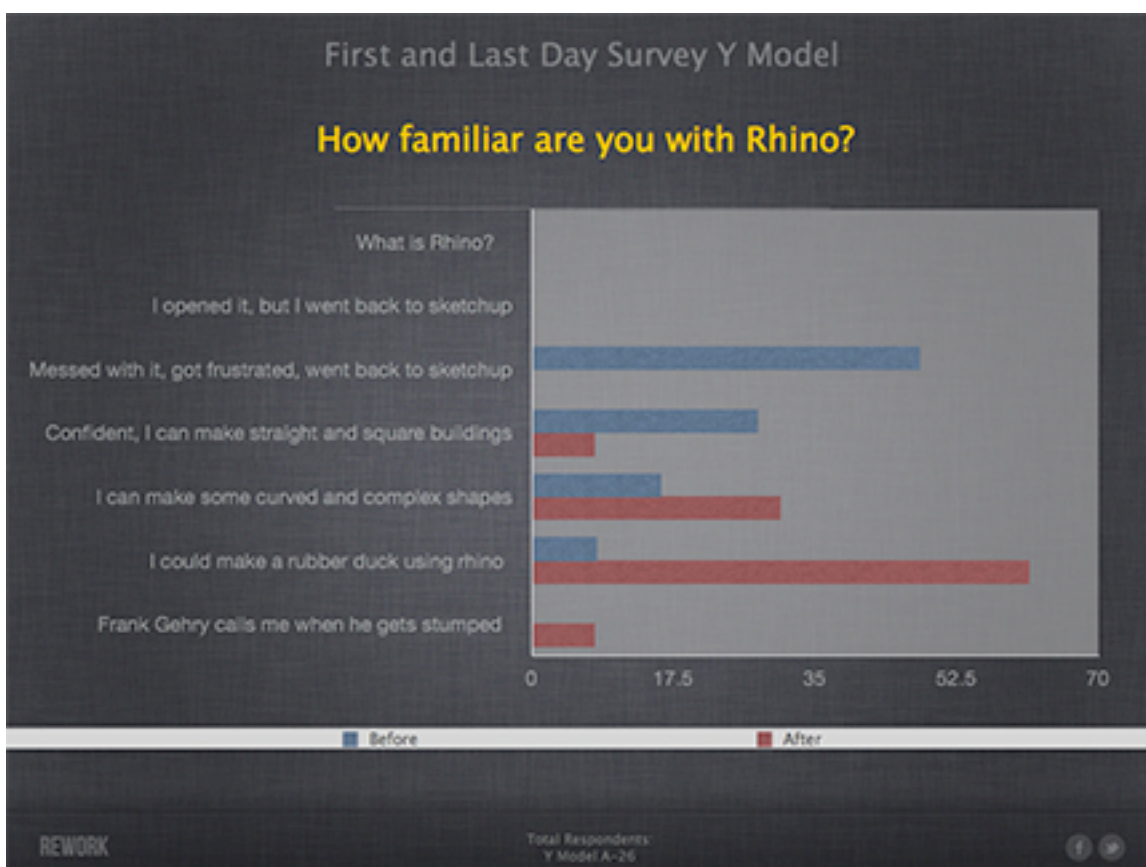 First and Last Day Survey Y Model
How familiar are you with Rhino?
What is Rhino?
I opened it, but I went back to sketchup
Messed with it, got frustrated, went back to sketchup
Confident, I can make straight and square buildings
I can make some curved and complex shapes
I could make a rubber duck using rhino
Frank Gehry calls me when he gets stumped
0 17.5 35 52.5 70
Before After
REWORK
Total Respondents:
Y Model A-26